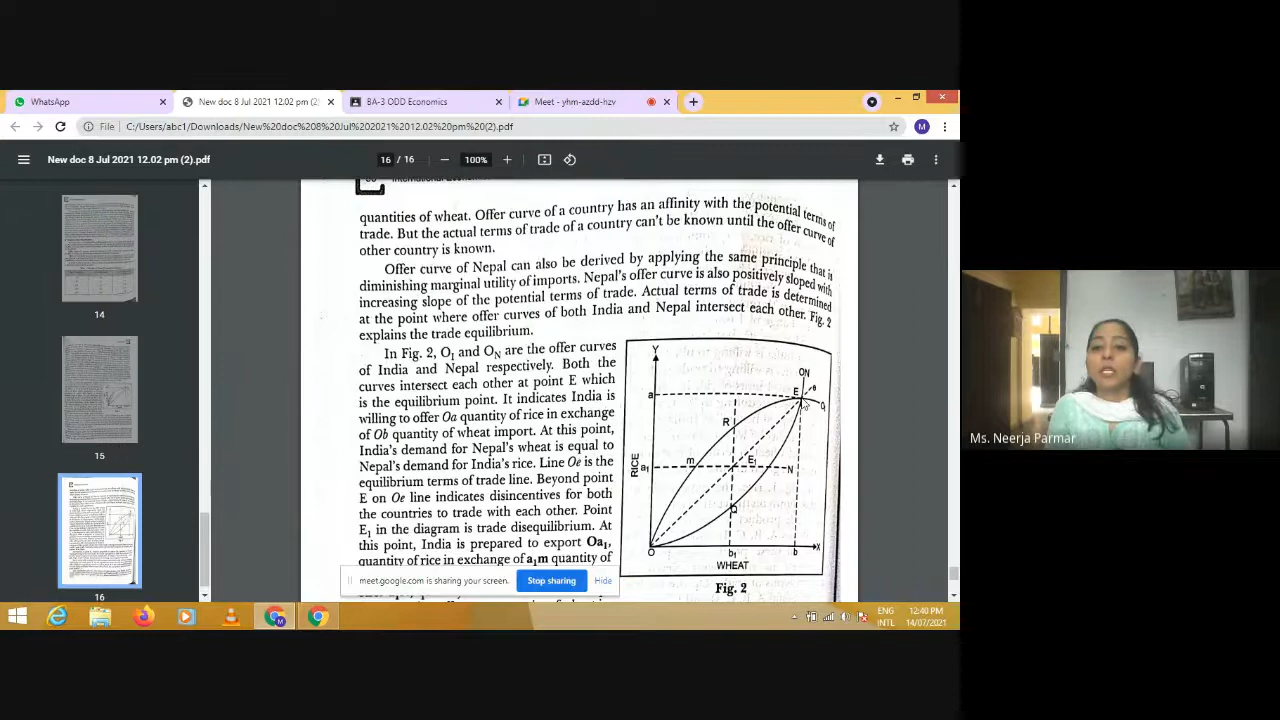 WhatsApp
New doc 8 Jul 2021 12.02 pm (2)
BA-3 ODD Economics
Meet - yhm-azdd-hzv
File
C:/Users/abc1/Downloads/New%20doc%208%20Jul%202021%2012.02%20pm%20(2).pdf
M
New doc 8 Jul 2021 12.02 pm (2).pdf
16 / 16
100%
14
15
16
quantities of wheat. Offer curve of a country has an affinity with the potential terms of
trade. But the actual terms of trade of a country can't be known until the offer curve of
other country is known.
Offer curve of Nepal can also be derived by applying the same principle that is
diminishing marginal utility of imports. Nepal's offer curve is also positively sloped with
increasing slope of the potential terms of trade. Actual terms of trade is determined
at the point where offer curves of both India and Nepal intersect each other. Fig. 2
explains the trade equilibrium.
In Fig. 2, O₁ and O_N are the offer curves
of India and Nepal respectively. Both the
curves intersect each other at point E which
is the equilibrium point. It indicates India is
willing to offer Oa quantity of rice in exchange
of Ob quantity of wheat import. At this point,
India's demand for Nepal's wheat is equal to
Nepal's demand for India's rice. Line Oe is the
equilibrium terms of trade line. Beyond point
E on Oe line indicates disincentives for both
the countries to trade with each other. Point
E₁ in the diagram is trade disequilibrium. At
this point, India is prepared to export Oa₁,
quantity of rice in exchange of a₁m quantity of
Y
ON
E
e
a
R
RICE
m
E₁
a₁
N
O
b₁
b
X
WHEAT
Fig. 2
meet.google.com is sharing your screen.
Stop sharing
Hide
ENG
INTL
12:40 PM
14/07/2021
Ms. Neerja Parmar